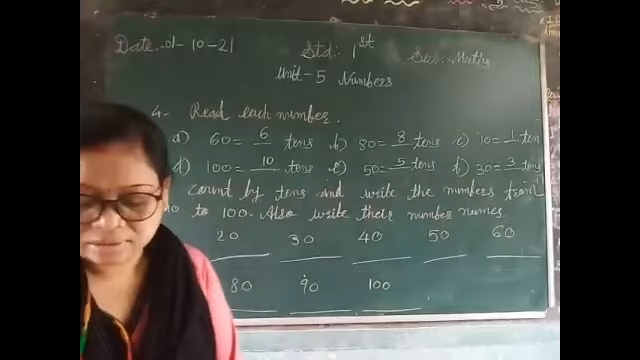 Date. 01-10-21 Std: 1st Sub: Maths
Unit-5 Numbers
4- Read each number.
a) 60= 6 tens b) 80= 8 tens c) 10= 1 ten
d) 100= 10 tens e) 50= 5 tens f) 30= 3 tens
count by tens and write the numbers from
10 to 100. Also write their number names.
20 30 40 50 60
80 90 100